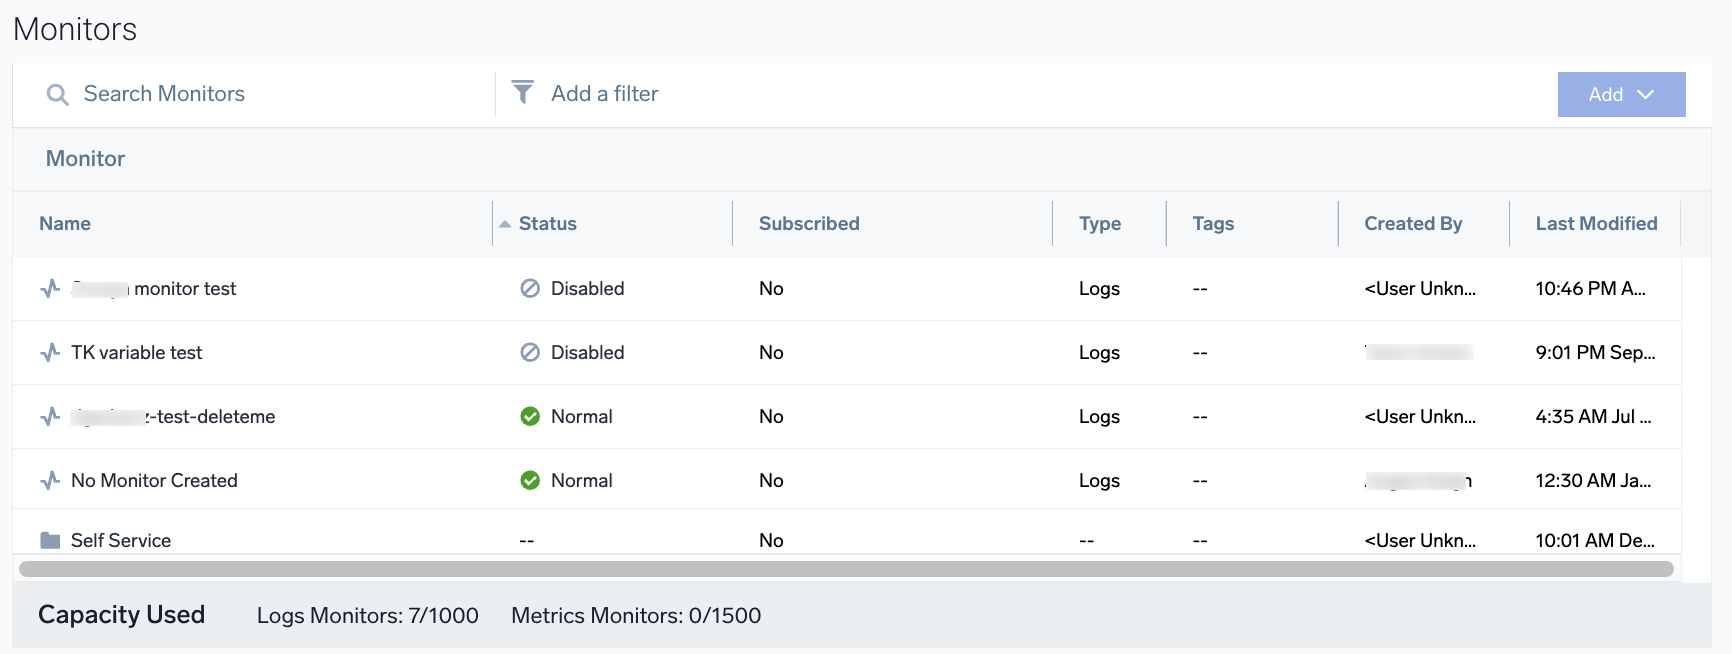 Monitors
Search Monitors Add a filter Add
Monitor
Name Status Subscribed Type Tags Created By Last Modified
monitor test Disabled No Logs -- <User Unkn... 10:46 PM A...
TK variable test Disabled No Logs -- 9:01 PM Sep...
-test-deleteme Normal No Logs -- <User Unkn... 4:35 AM Jul ...
No Monitor Created Normal No Logs -- 12:30 AM Ja...
Self Service -- No -- -- <User Unkn... 10:01 AM De...
Capacity Used Logs Monitors: 7/1000 Metrics Monitors: 0/1500